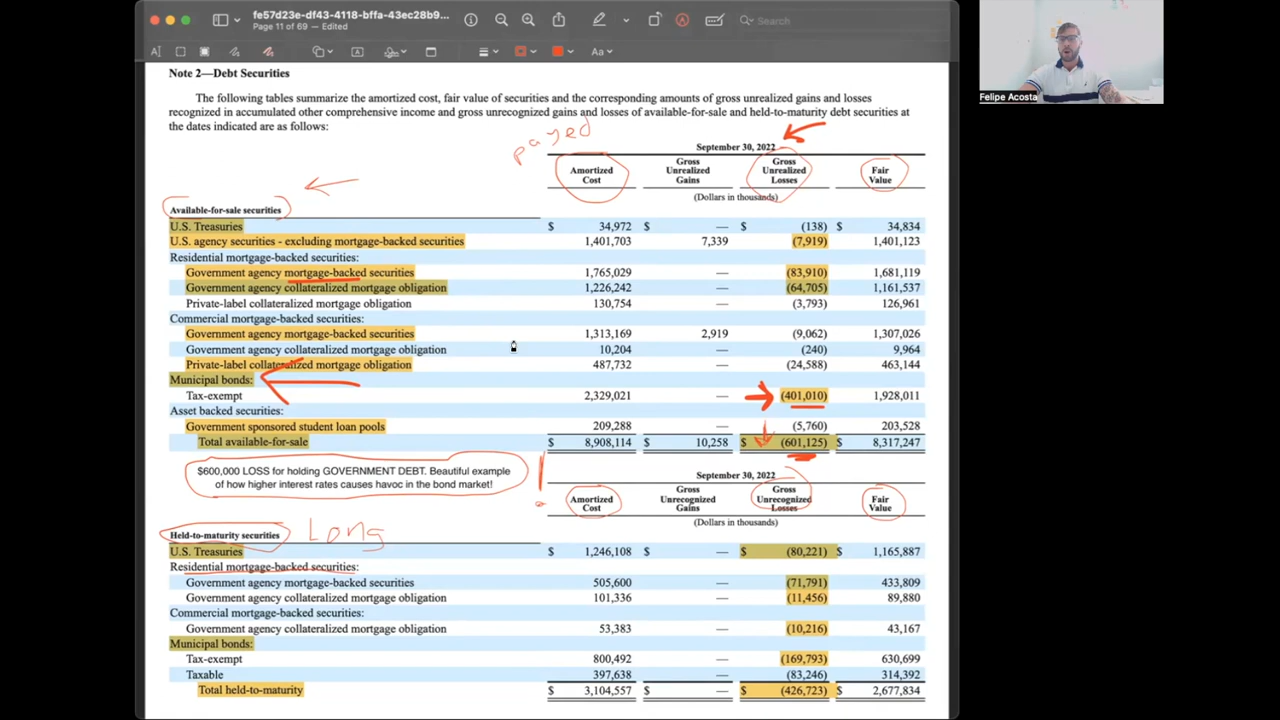 fe57d23e-df43-4118-bffa-43ec28b9...
Page 11 of 69 — Edited
Search
Aa
Felipe Acosta
Note 2—Debt Securities
The following tables summarize the amortized cost, fair value of securities and the corresponding amounts of gross unrealized gains and losses
recognized in accumulated other comprehensive income and gross unrecognized gains and losses of available-for-sale and held-to-maturity debt securities at
the dates indicated are as follows:
payed
September 30, 2022
Amortized Cost Gross Unrealized Gains Gross Unrealized Losses Fair Value
(Dollars in thousands)
Available-for-sale securities
U.S. Treasuries $ 34,972 $ — $ (138) $ 34,834
U.S. agency securities - excluding mortgage-backed securities 1,401,703 7,339 (7,919) 1,401,123
Residential mortgage-backed securities:
Government agency mortgage-backed securities 1,765,029 — (83,910) 1,681,119
Government agency collateralized mortgage obligation 1,226,242 — (64,705) 1,161,537
Private-label collateralized mortgage obligation 130,754 — (3,793) 126,961
Commercial mortgage-backed securities:
Government agency mortgage-backed securities 1,313,169 2,919 (9,062) 1,307,026
Government agency collateralized mortgage obligation 10,204 — (240) 9,964
Private-label collateralized mortgage obligation 487,732 — (24,588) 463,144
Municipal bonds:
Tax-exempt 2,329,021 — (401,010) 1,928,011
Asset backed securities:
Government sponsored student loan pools 209,288 — (5,760) 203,528
Total available-for-sale $ 8,908,114 $ 10,258 $ (601,125) $ 8,317,247
$600,000 LOSS for holding GOVERNMENT DEBT. Beautiful example
of how higher interest rates causes havoc in the bond market!
!
September 30, 2022
Amortized Cost Gross Unrecognized Gains Gross Unrecognized Losses Fair Value
(Dollars in thousands)
Held-to-maturity securities Long
U.S. Treasuries $ 1,246,108 $ — $ (80,221) $ 1,165,887
Residential mortgage-backed securities:
Government agency mortgage-backed securities 505,600 — (71,791) 433,809
Government agency collateralized mortgage obligation 101,336 — (11,456) 89,880
Commercial mortgage-backed securities:
Government agency collateralized mortgage obligation 53,383 — (10,216) 43,167
Municipal bonds:
Tax-exempt 800,492 — (169,793) 630,699
Taxable 397,638 — (83,246) 314,392
Total held-to-maturity $ 3,104,557 $ — $ (426,723) $ 2,677,834